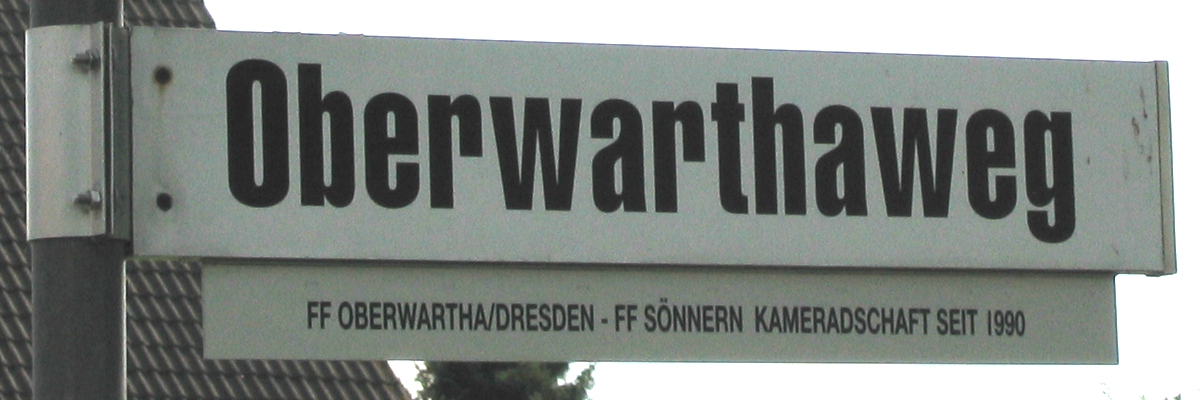 Oberwarthaweg
FF OBERWARTHA/DRESDEN - FF SÖNNERN KAMERADSCHAFT SEIT 1990